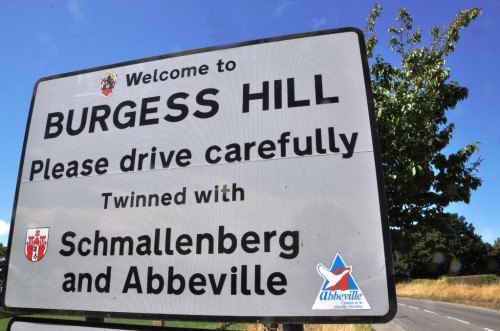 Welcome to
BURGESS HILL
Please drive carefully
Twinned with
Schmallenberg
and Abbeville
abbeville